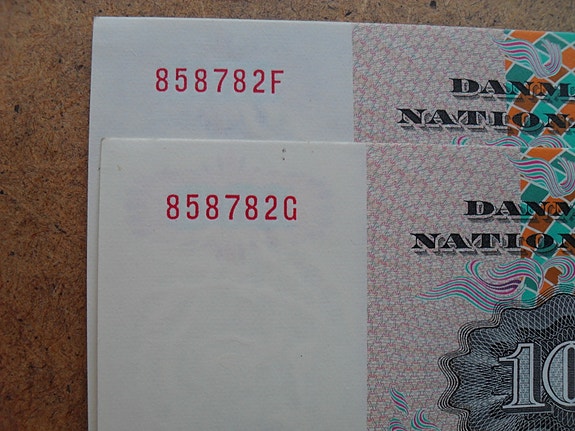 858782F
DANM
NATION
858782G
DANM
NATION
10